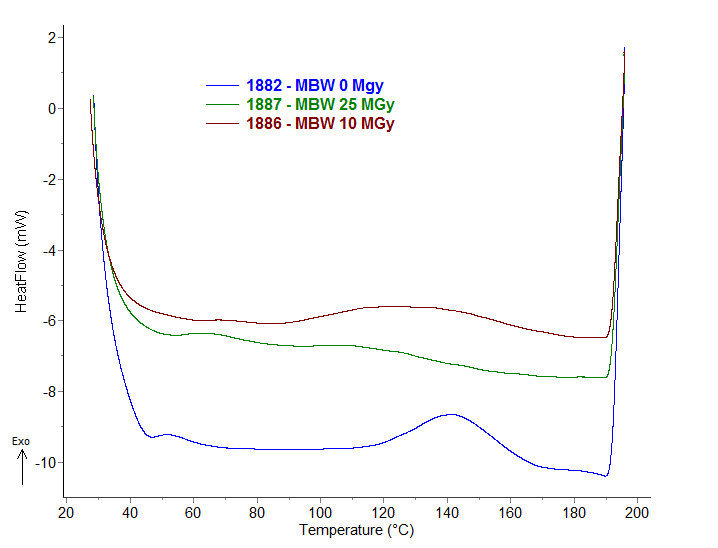 2
0
-2
-4
-6
-8
-10
HeatFlow (mW)
Exo
1882 - MBW 0 Mgy
1887 - MBW 25 MGy
1886 - MBW 10 MGy
20 40 60 80 100 120 140 160 180 200
Temperature (°C)